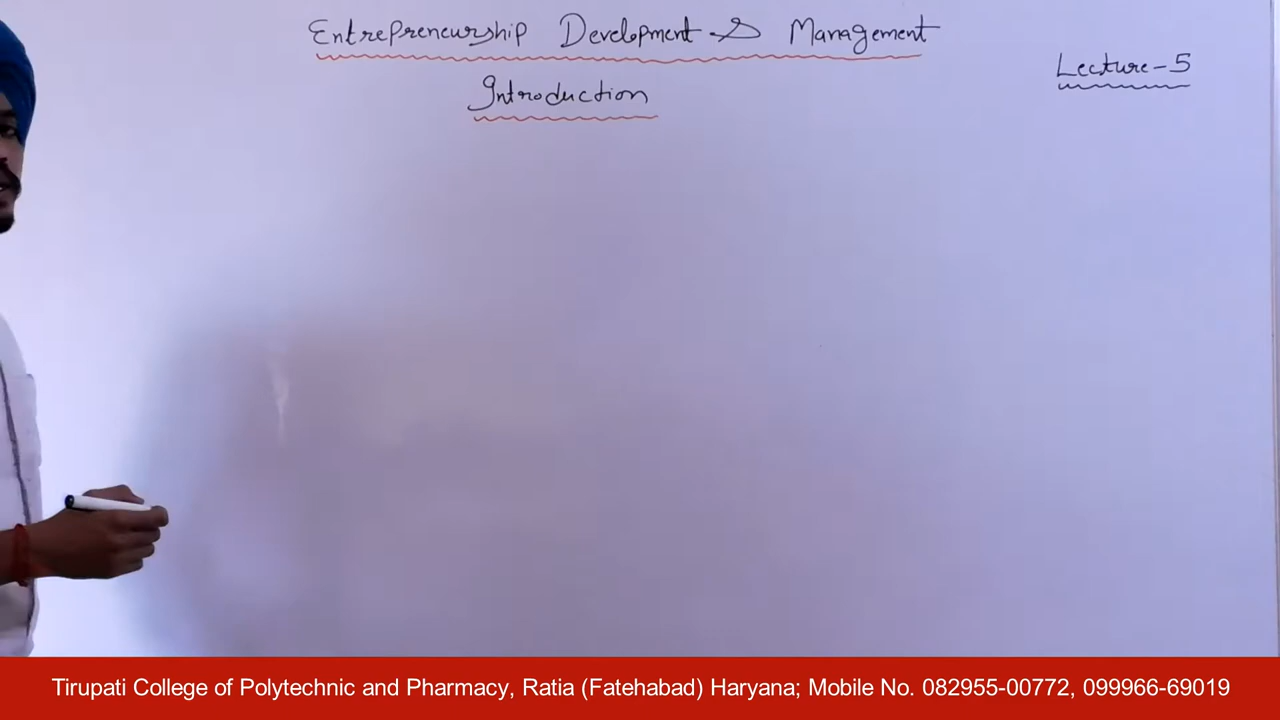 Entrepreneurship Development & Management
Lecture-5
Introduction
Tirupati College of Polytechnic and Pharmacy, Ratia (Fatehabad) Haryana; Mobile No. 082955-00772, 099966-69019